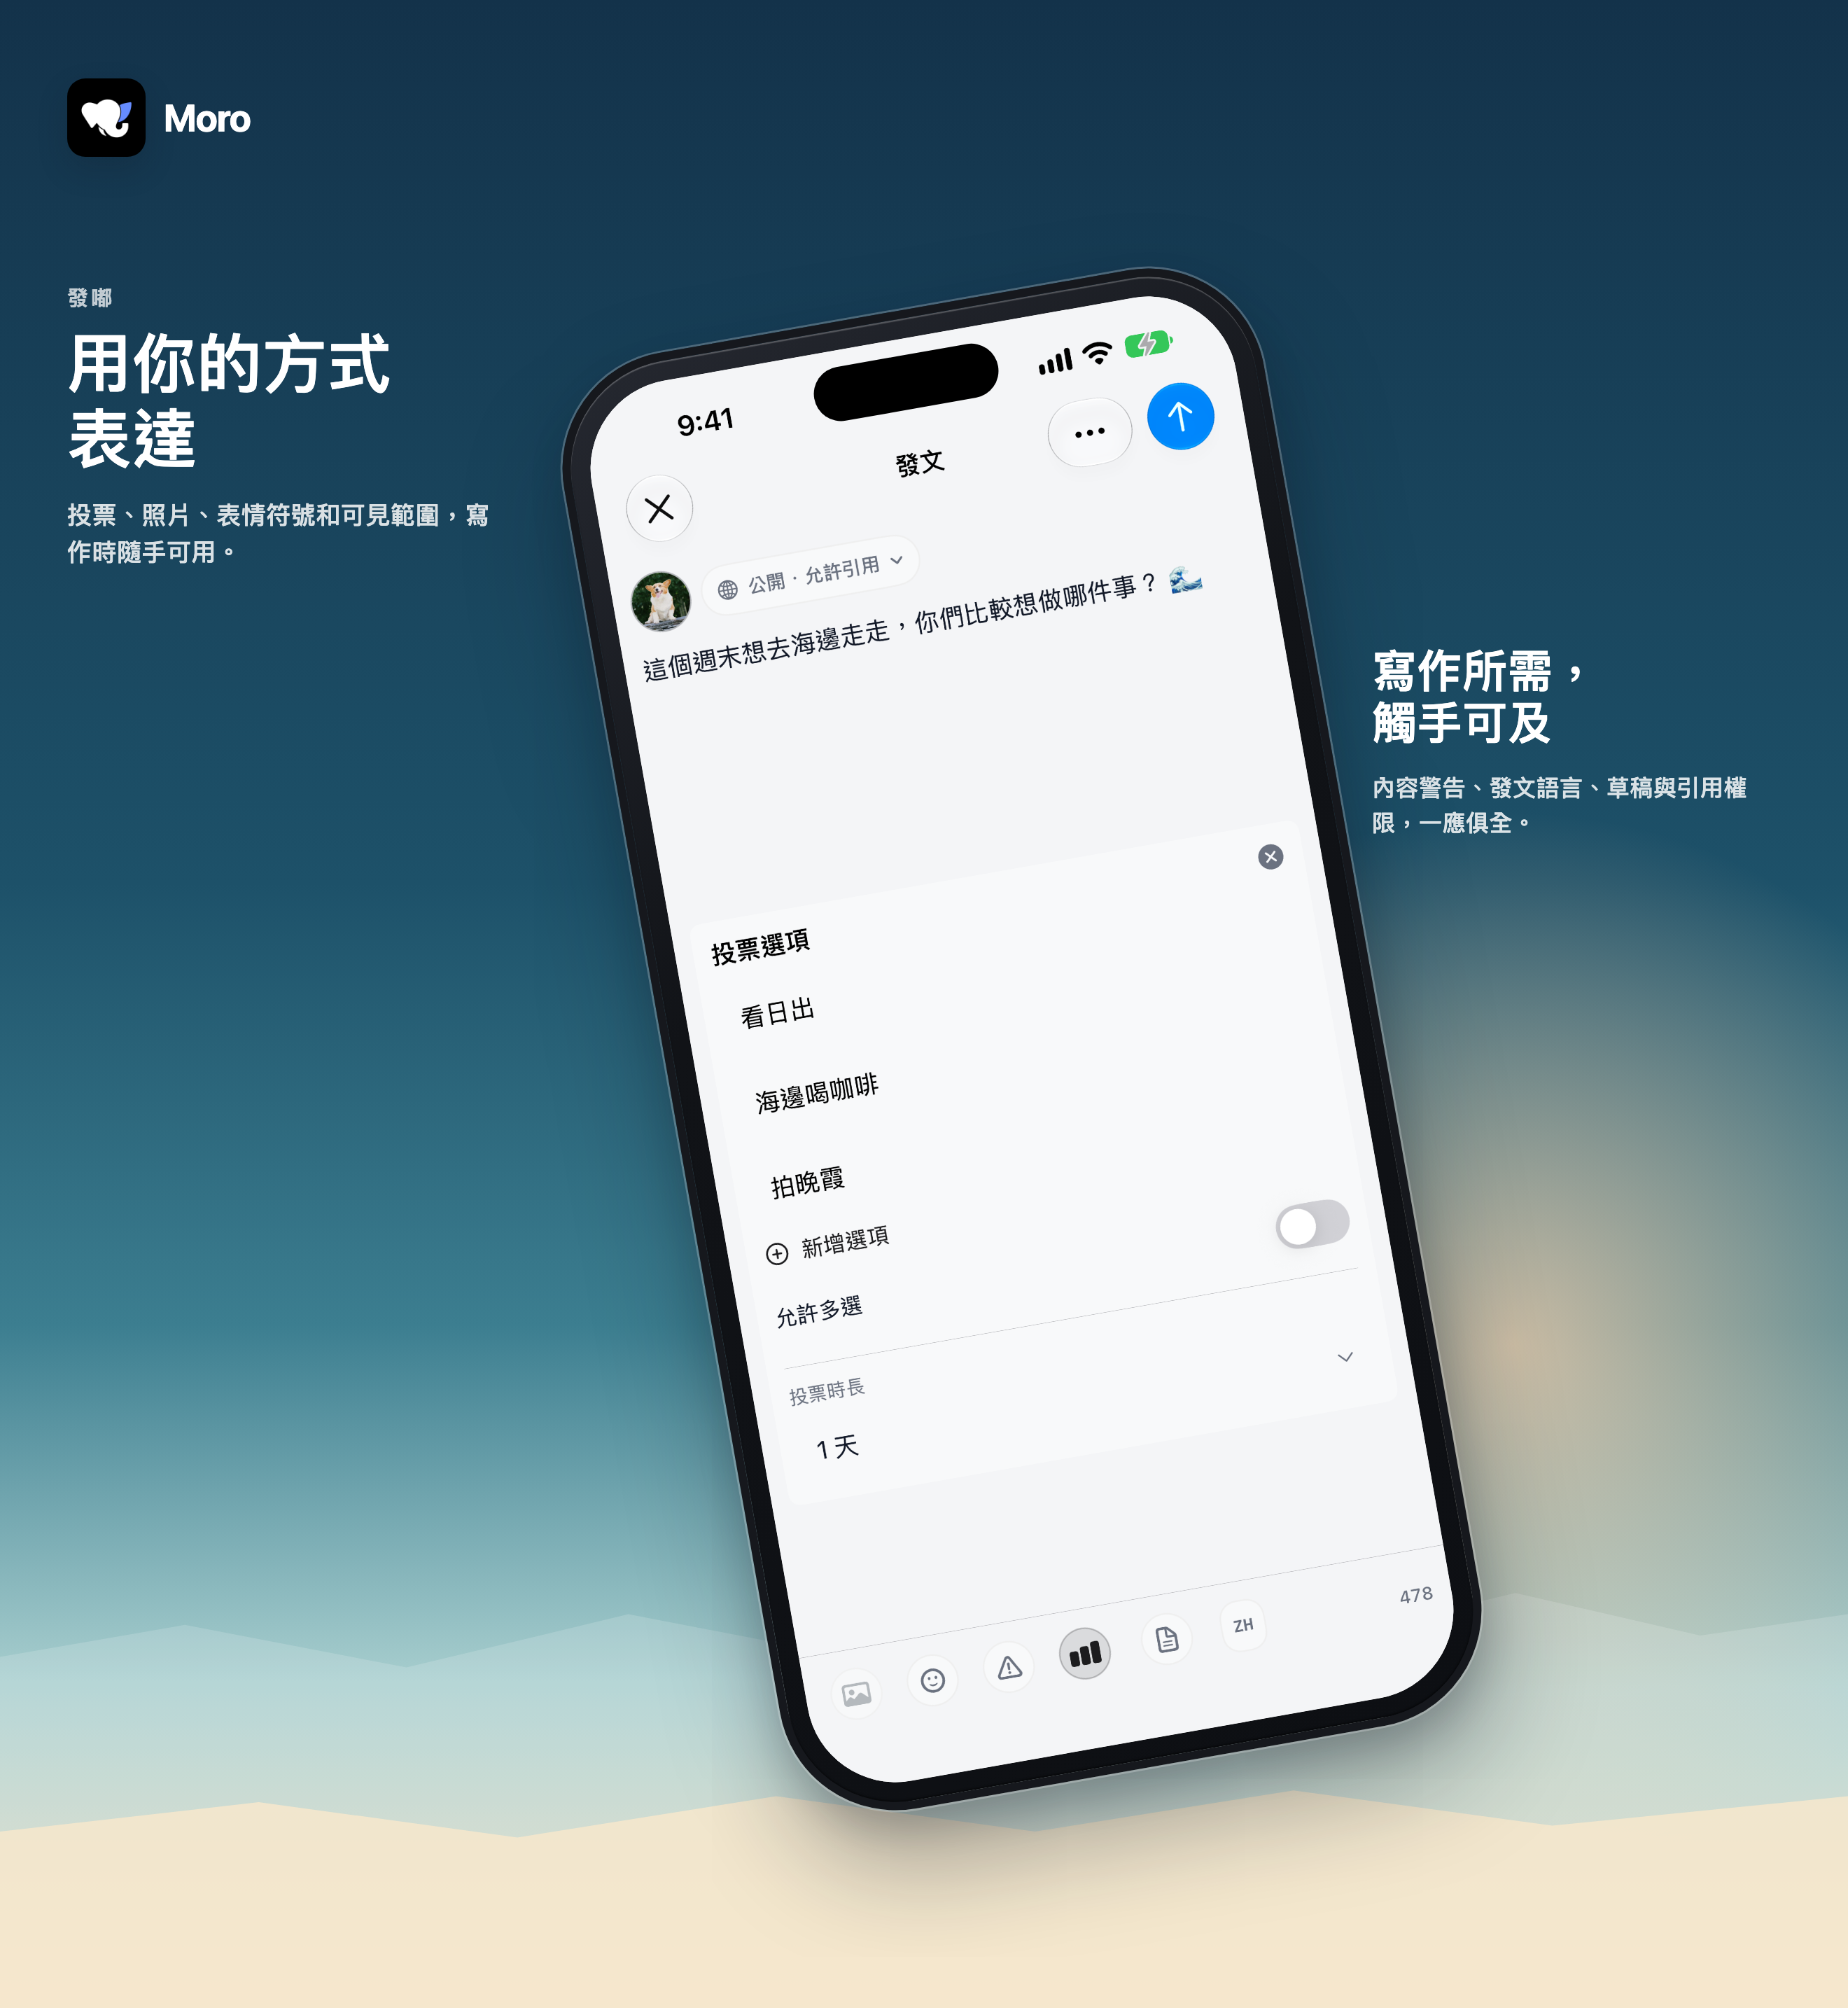 Moro
發嘟
用你的方式
表達
投票、照片、表情符號和可見範圍，寫
作時隨手可用。
9:41
發文
公開 · 允許引用
這個週末想去海邊走走，你們比較想做哪件事？ 🌊
寫作所需，
觸手可及
內容警告、發文語言、草稿與引用權
限，一應俱全。
投票選項
看日出
海邊喝咖啡
拍晚霞
新增選項
允許多選
投票時長
1 天
ZH
478